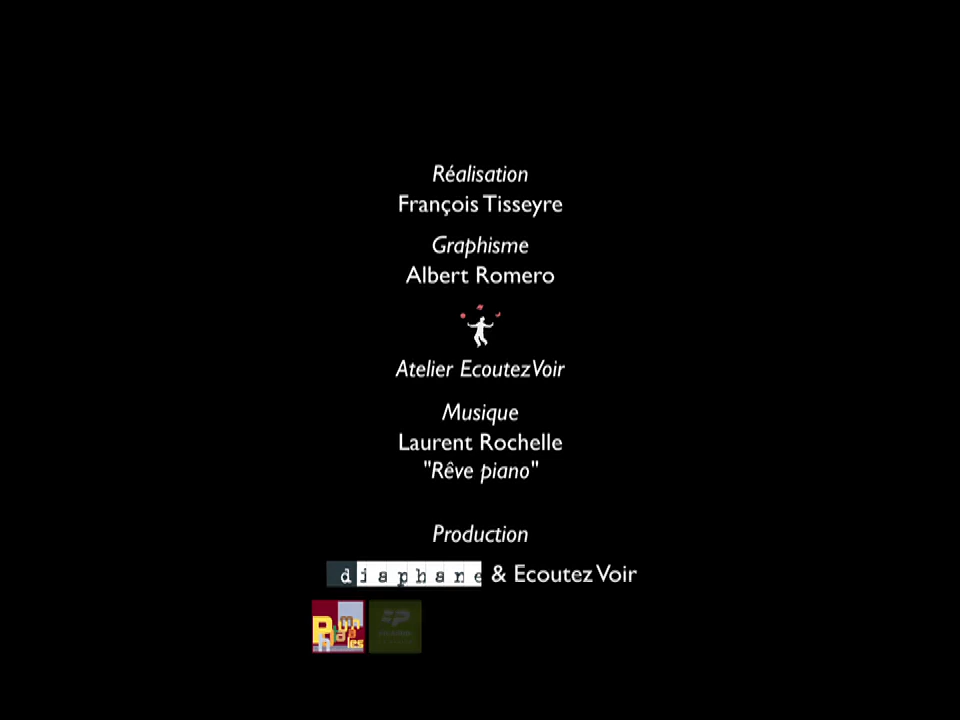 Réalisation
François Tisseyre
Graphisme
Albert Romero
Atelier EcoutezVoir
Musique
Laurent Rochelle
"Rêve piano"
Production
diaphane & Ecoutez Voir